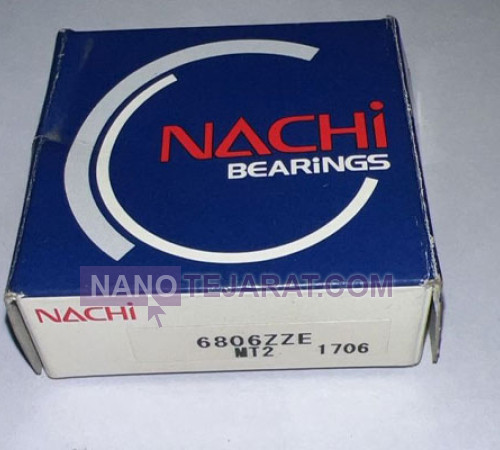 NACHi
BEARiNGS
NANOTEJARAT.COM
NACHi
6806ZZE
MT2 1706